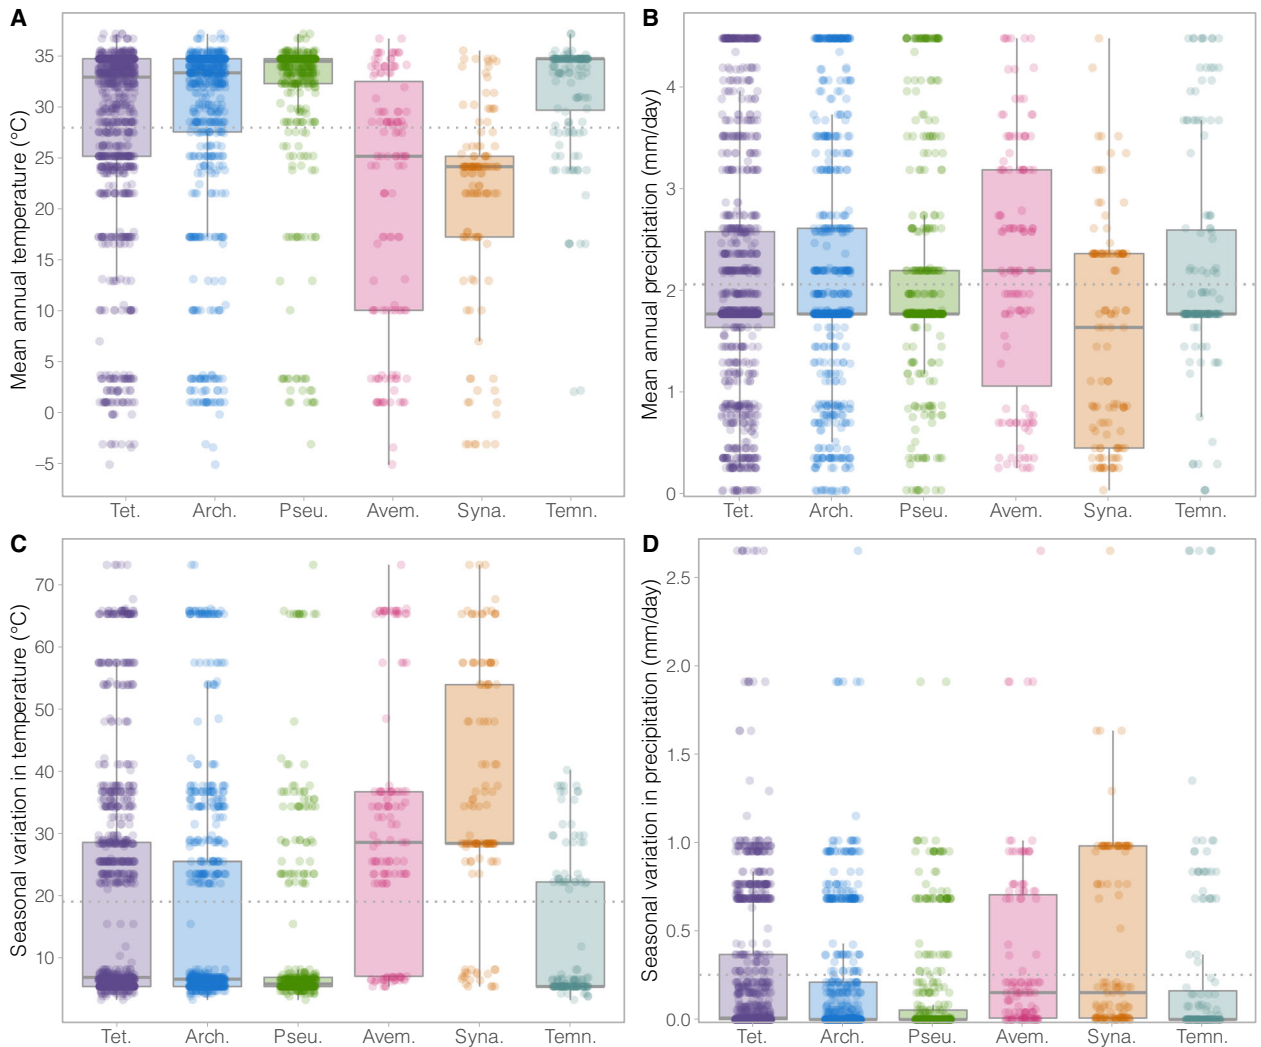 A
Mean annual temperature (°C)
35
30
25
20
15
10
5
0
−5
Tet. Arch. Pseu. Avem. Syna. Temn.
B
Mean annual precipitation (mm/day)
4
3
2
1
0
Tet. Arch. Pseu. Avem. Syna. Temn.
C
Seasonal variation in temperature (°C)
70
60
50
40
30
20
10
Tet. Arch. Pseu. Avem. Syna. Temn.
D
Seasonal variation in precipitation (mm/day)
2.5
2.0
1.5
1.0
0.5
0.0
Tet. Arch. Pseu. Avem. Syna. Temn.